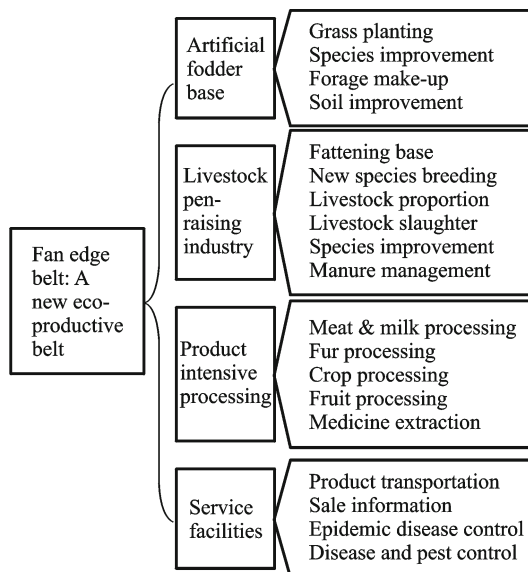 Fan edge
belt: A
new eco-
productive
belt
Artificial
fodder
base
Grass planting
Species improvement
Forage make-up
Soil improvement
Livestock
pen-
raising
industry
Fattening base
New species breeding
Livestock proportion
Livestock slaughter
Species improvement
Manure management
Product
intensive
processing
Meat & milk processing
Fur processing
Crop processing
Fruit processing
Medicine extraction
Service
facilities
Product transportation
Sale information
Epidemic disease control
Disease and pest control